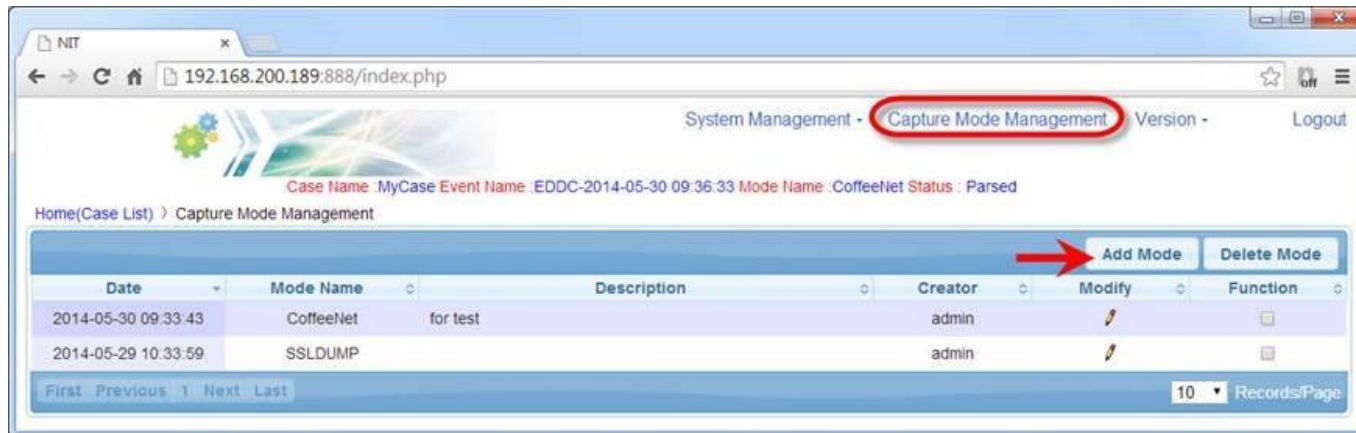 NIT
192.168.200.189:888/index.php
off
System Management
Capture Mode Management
Version
Logout
Case Name :MyCase Event Name :EDDC-2014-05-30 09:36:33 Mode Name :CoffeeNet Status : Parsed
Home(Case List) 〉 Capture Mode Management
Add Mode Delete Mode
Date Mode Name Description Creator Modify Function
2014-05-30 09:33:43 CoffeeNet for test admin
2014-05-29 10:33:59 SSLDUMP admin
First Previous 1 Next Last 10 Records/Page